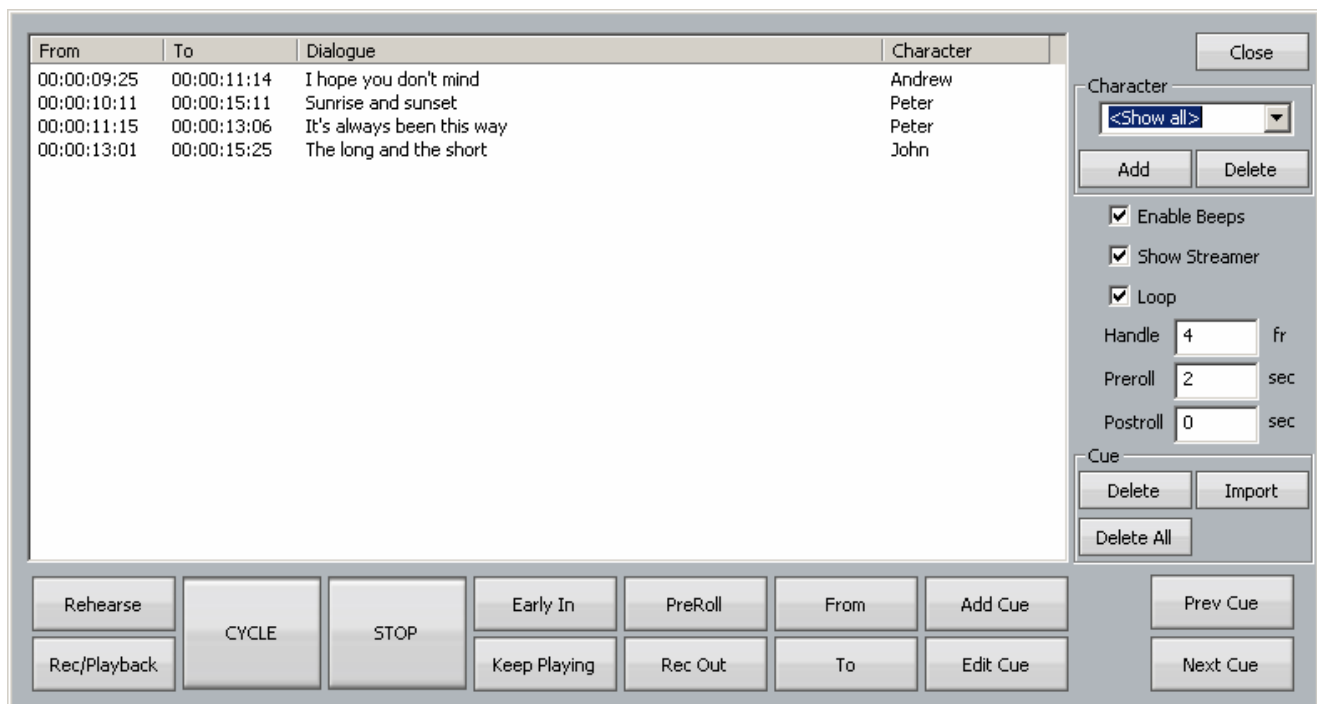 From To Dialogue Character
00:00:09:25 00:00:11:14 I hope you don't mind Andrew
00:00:10:11 00:00:15:11 Sunrise and sunset Peter
00:00:11:15 00:00:13:06 It's always been this way Peter
00:00:13:01 00:00:15:25 The long and the short John
Close
Character
<Show all>
Add Delete
Enable Beeps
Show Streamer
Loop
Handle 4 fr
Preroll 2 sec
Postroll 0 sec
Cue
Delete Import
Delete All
Rehearse CYCLE STOP Early In PreRoll From Add Cue Prev Cue
Rec/Playback Keep Playing Rec Out To Edit Cue Next Cue